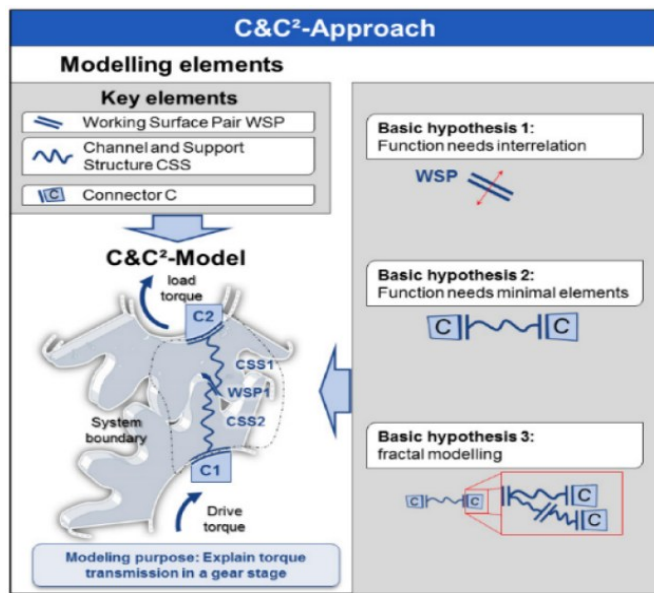 C&C²-Approach
Modelling elements
Key elements
Working Surface Pair WSP
Channel and Support
Structure CSS
C
Connector C
C&C²-Model
load
torque
C2
CSS1
WSP1
CSS2
System
boundary
C1
Drive
torque
Modeling purpose: Explain torque
transmission in a gear stage
Basic hypothesis 1:
Function needs interrelation
WSP
Basic hypothesis 2:
Function needs minimal elements
C C
Basic hypothesis 3:
fractal modelling
C C C
C